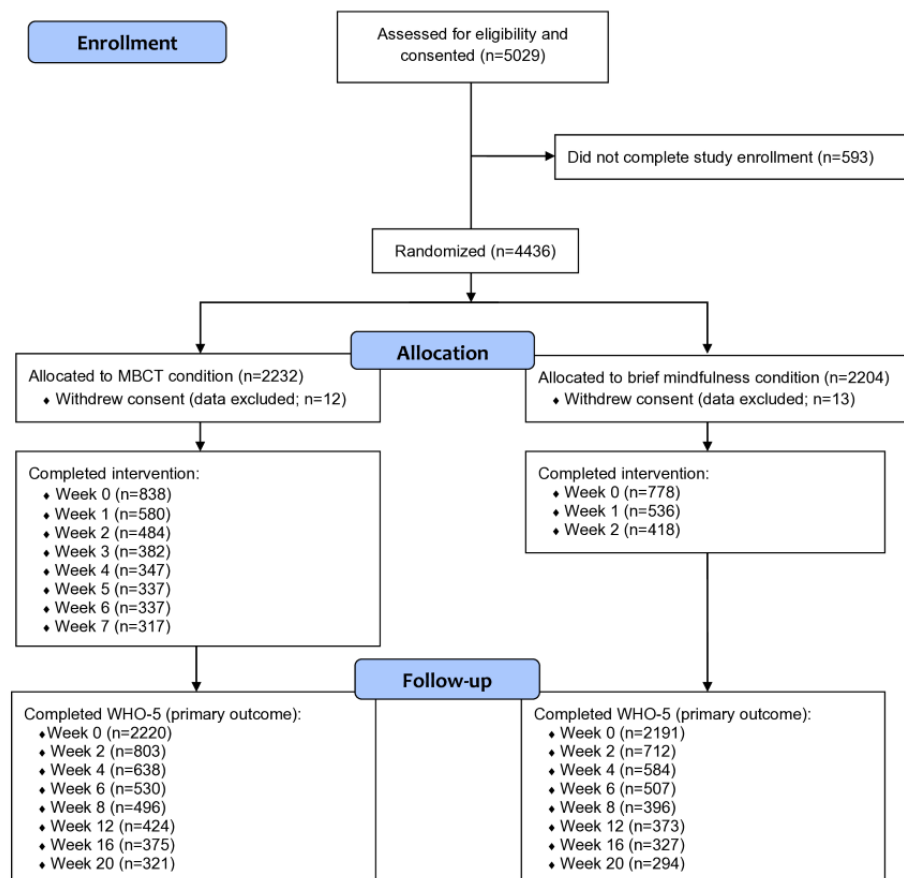 Enrollment
Assessed for eligibility and
consented (n=5029)
Did not complete study enrollment (n=593)
Randomized (n=4436)
Allocation
Allocated to MBCT condition (n=2232)
♦ Withdrew consent (data excluded; n=12)
Allocated to brief mindfulness condition (n=2204)
♦ Withdrew consent (data excluded; n=13)
Completed intervention:
♦ Week 0 (n=838)
♦ Week 1 (n=580)
♦ Week 2 (n=484)
♦ Week 3 (n=382)
♦ Week 4 (n=347)
♦ Week 5 (n=337)
♦ Week 6 (n=337)
♦ Week 7 (n=317)
Completed intervention:
♦ Week 0 (n=778)
♦ Week 1 (n=536)
♦ Week 2 (n=418)
Follow-up
Completed WHO-5 (primary outcome):
♦Week 0 (n=2220)
♦ Week 2 (n=803)
♦ Week 4 (n=638)
♦ Week 6 (n=530)
♦ Week 8 (n=496)
♦ Week 12 (n=424)
♦ Week 16 (n=375)
♦ Week 20 (n=321)
Completed WHO-5 (primary outcome):
♦ Week 0 (n=2191)
♦ Week 2 (n=712)
♦ Week 4 (n=584)
♦ Week 6 (n=507)
♦ Week 8 (n=396)
♦ Week 12 (n=373)
♦ Week 16 (n=327)
♦ Week 20 (n=294)